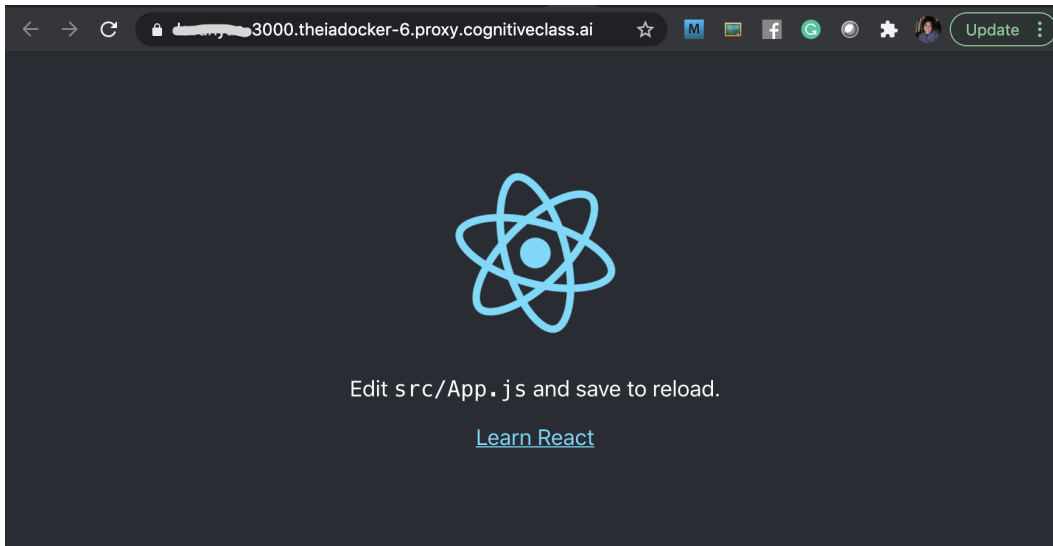 3000.theiadocker-6.proxy.cognitiveclass.ai
M
f
G
Update
Edit src/App.js and save to reload.
Learn React